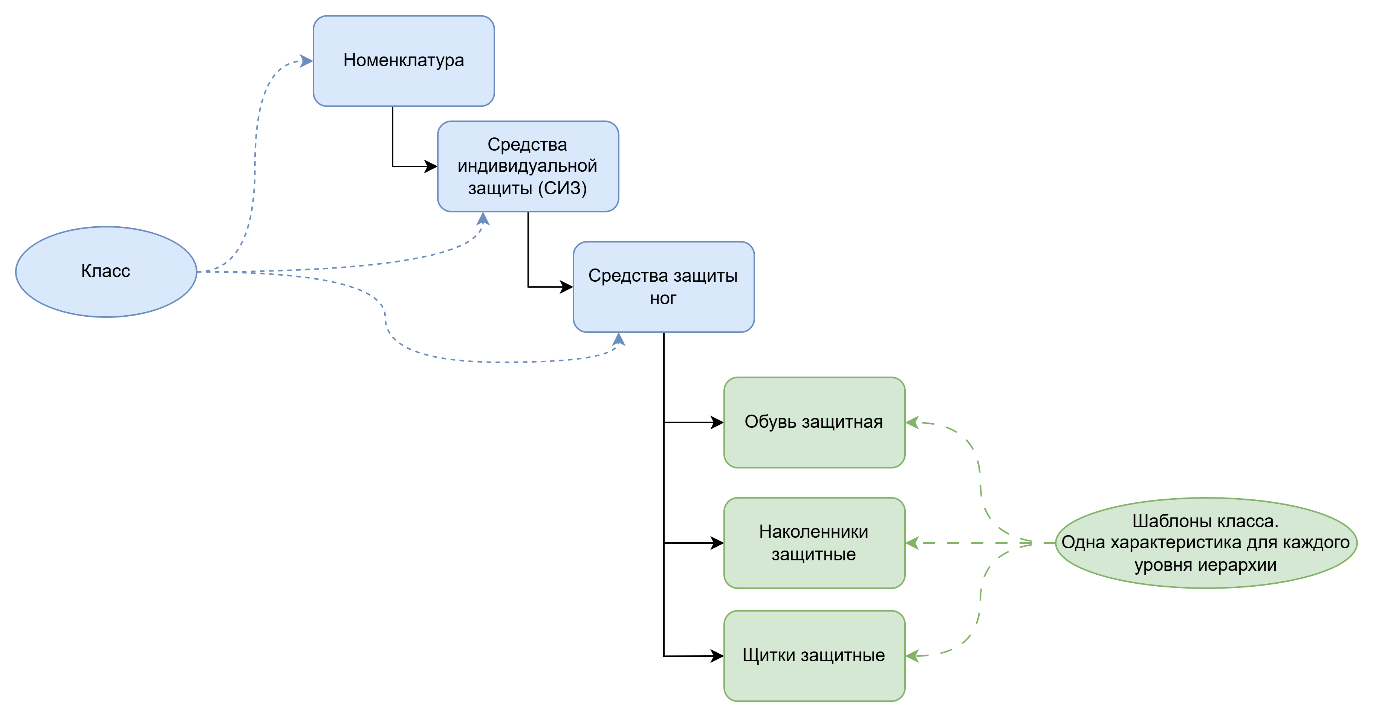 Номенклатура
Средства
индивидуальной
защиты (СИЗ)
Класс
Средства защиты
ног
Обувь защитная
Наколенники
защитные
Шаблоны класса.
Одна характеристика для каждого
уровня иерархии
Щитки защитные